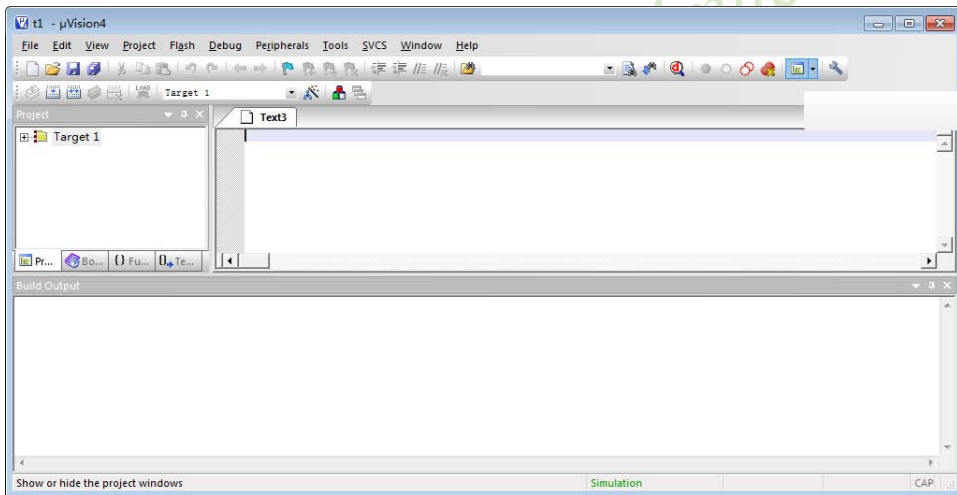 t1 - µVision4
File Edit View Project Flash Debug Peripherals Tools SVCS Window Help
LOAD Target 1
Project
Text3
Target 1
Pr... Bo... {} Fu... 0 Te...
Build Output
Show or hide the project windows Simulation CAP